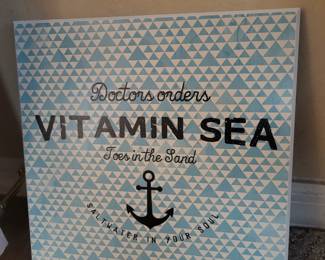 Doctors orders
VITAMIN SEA
Toes in the Sand
SALTWATER IN YOUR SOUL